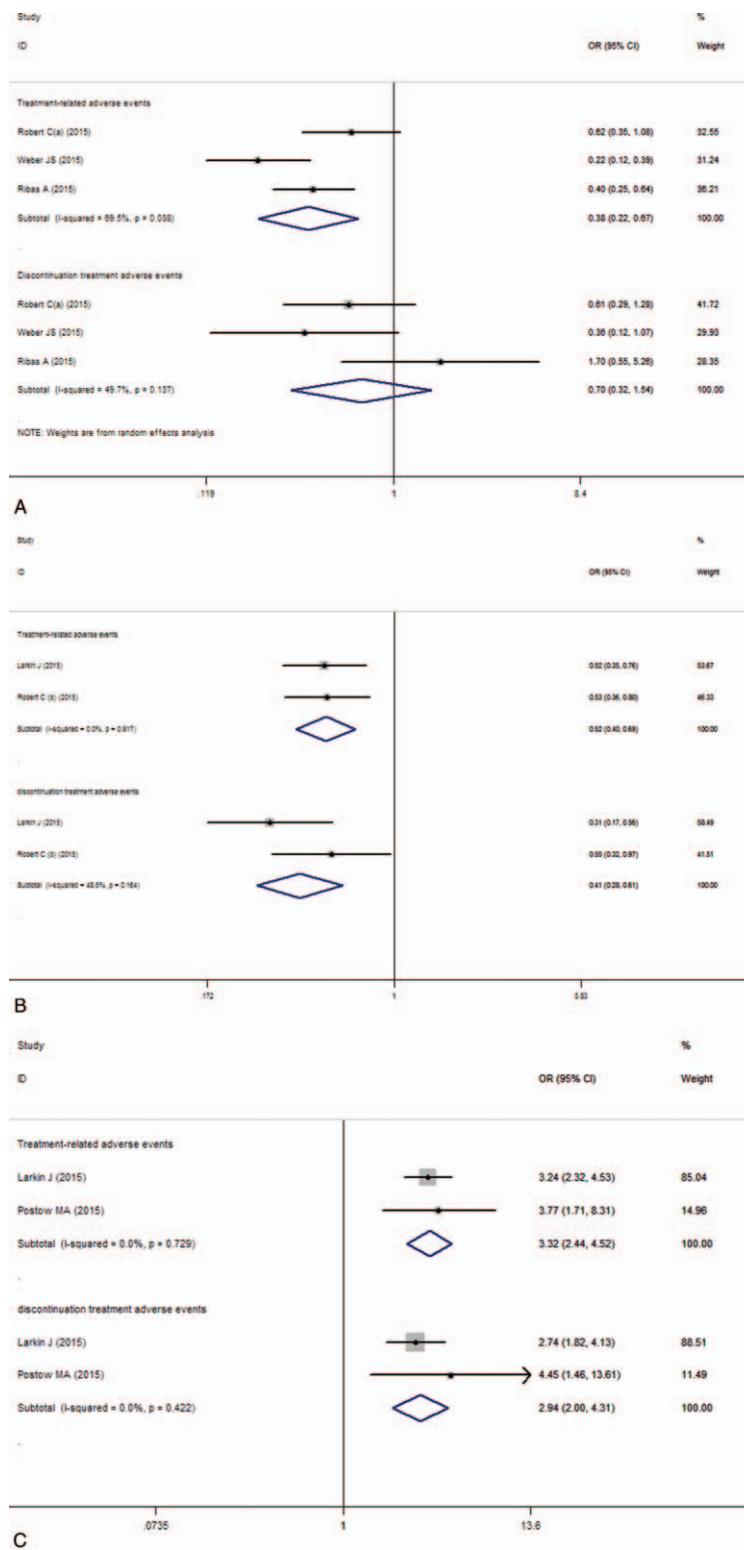 Study %
ID OR (95% CI) Weight
Treatment-related adverse events
Robert C(a) (2015) 0.62 (0.35, 1.08) 32.55
Weber JS (2015) 0.22 (0.12, 0.39) 31.24
Ribas A (2015) 0.40 (0.25, 0.64) 36.21
Subtotal (I-squared = 69.5%, p = 0.038) 0.38 (0.22, 0.67) 100.00
.
Discontinuation treatment adverse events
Robert C(a) (2015) 0.61 (0.29, 1.28) 41.72
Weber JS (2015) 0.36 (0.12, 1.07) 29.93
Ribas A (2015) 1.70 (0.55, 5.26) 28.35
Subtotal (I-squared = 49.7%, p = 0.137) 0.70 (0.32, 1.54) 100.00
.
NOTE: Weights are from random effects analysis
.119 1 8.4
A
Study %
ID OR (95% CI) Weight
Treatment-related adverse events
Larkin J (2015) 0.52 (0.35, 0.76) 53.67
Robert C (b) (2015) 0.53 (0.36, 0.80) 46.33
Subtotal (I-squared = 0.0%, p = 0.917) 0.52 (0.40, 0.69) 100.00
.
discontinuation treatment adverse events
Larkin J (2015) 0.31 (0.17, 0.56) 58.49
Robert C (b) (2015) 0.55 (0.32, 0.97) 41.51
Subtotal (I-squared = 48.5%, p = 0.164) 0.41 (0.28, 0.61) 100.00
.
.172 1 5.83
B
Study %
ID OR (95% CI) Weight
Treatment-related adverse events
Larkin J (2015) 3.24 (2.32, 4.53) 85.04
Postow MA (2015) 3.77 (1.71, 8.31) 14.96
Subtotal (I-squared = 0.0%, p = 0.729) 3.32 (2.44, 4.52) 100.00
.
discontinuation treatment adverse events
Larkin J (2015) 2.74 (1.82, 4.13) 88.51
Postow MA (2015) 4.45 (1.46, 13.61) 11.49
Subtotal (I-squared = 0.0%, p = 0.422) 2.94 (2.00, 4.31) 100.00
.
.0735 1 13.6
C